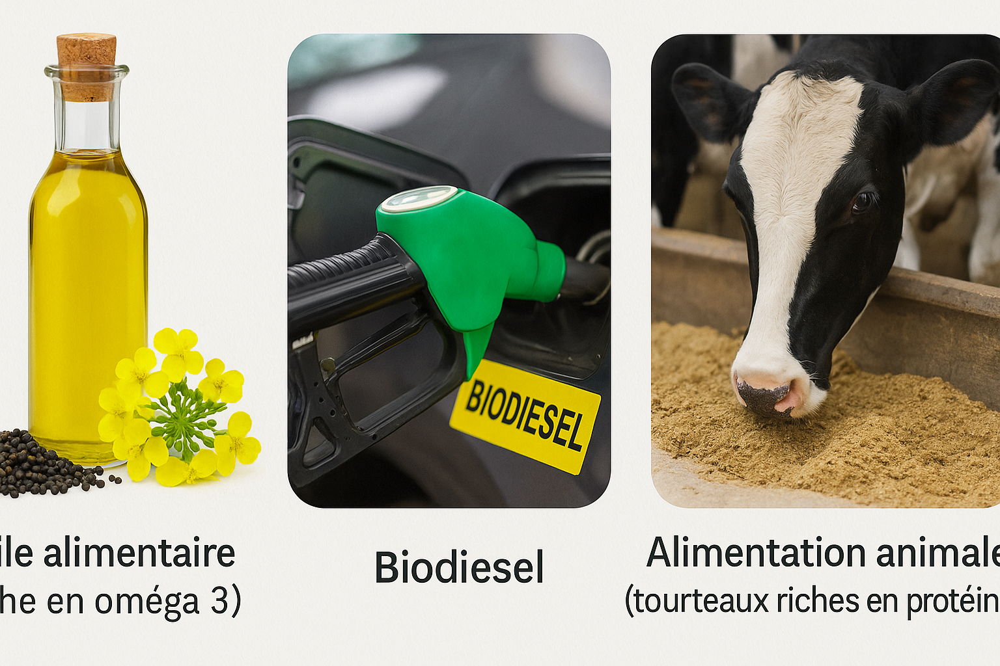 BIODIESEL
ile alimentaire
he en oméga 3)
Biodiesel
Alimentation animale
(tourteaux riches en protéin